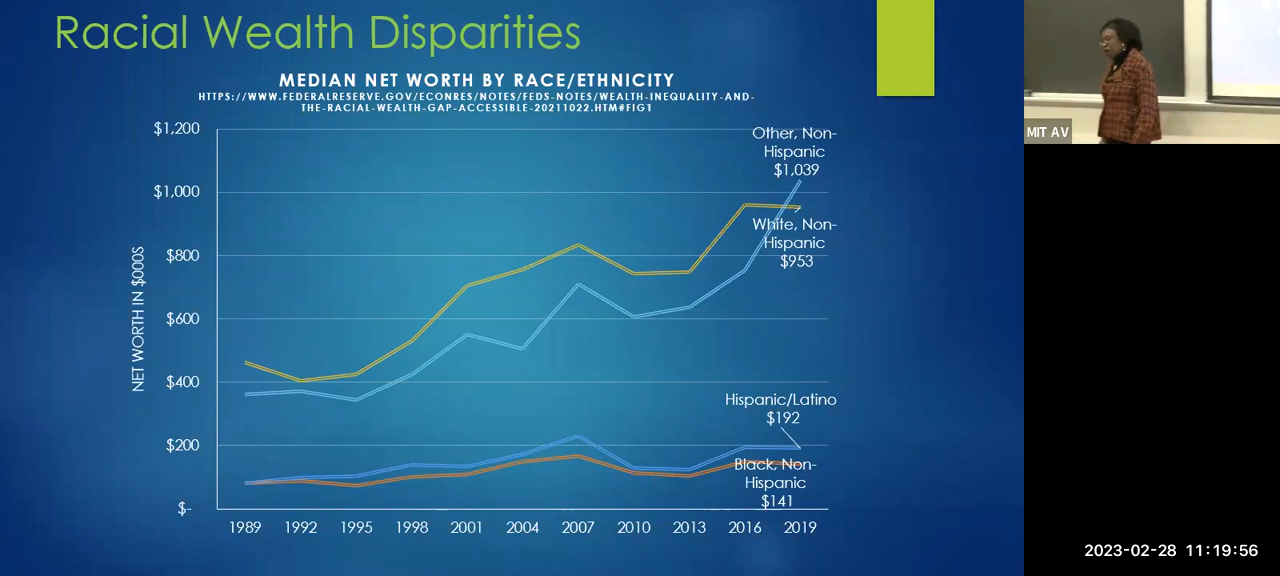 Racial Wealth Disparities
MEDIAN NET WORTH BY RACE/ETHNICITY
HTTPS://WWW.FEDERALRESERVE.GOV/ECONRES/NOTES/FEDS-NOTES/WEALTH-INEQUALITY-AND-
THE-RACIAL-WEALTH-GAP-ACCESSIBLE-20211022.HTM#FIG1
NET WORTH IN $000S
$1,200
$1,000
$800
$600
$400
$200
$-
Other, Non-
Hispanic
$1,039
White, Non-
Hispanic
$953
Hispanic/Latino
$192
Black, Non-
Hispanic
$141
1989 1992 1995 1998 2001 2004 2007 2010 2013 2016 2019
MIT AV
2023-02-28 11:19:56